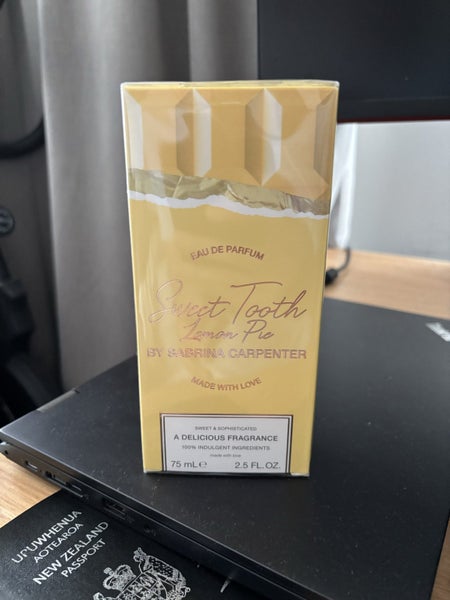 EAU DE PARFUM
Sweet Tooth
Lemon Pie
BY SABRINA CARPENTER
MADE WITH LOVE
SWEET & SOPHISTICATED
A DELICIOUS FRAGRANCE
100% INDULGENT INGREDIENTS
made with love
75 mL ℮ 2.5 FL. OZ.
URUWHENUA
AOTEAROA
NEW ZEALAND
PASSPORT